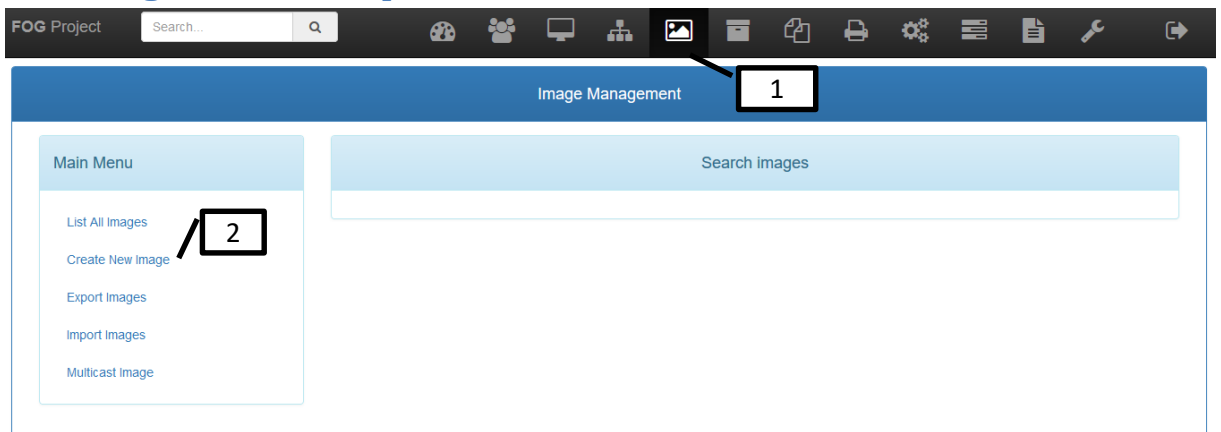 FOG Project Search...
1
Image Management
Main Menu
Search images
List All Images
2
Create New Image
Export Images
Import Images
Multicast Image